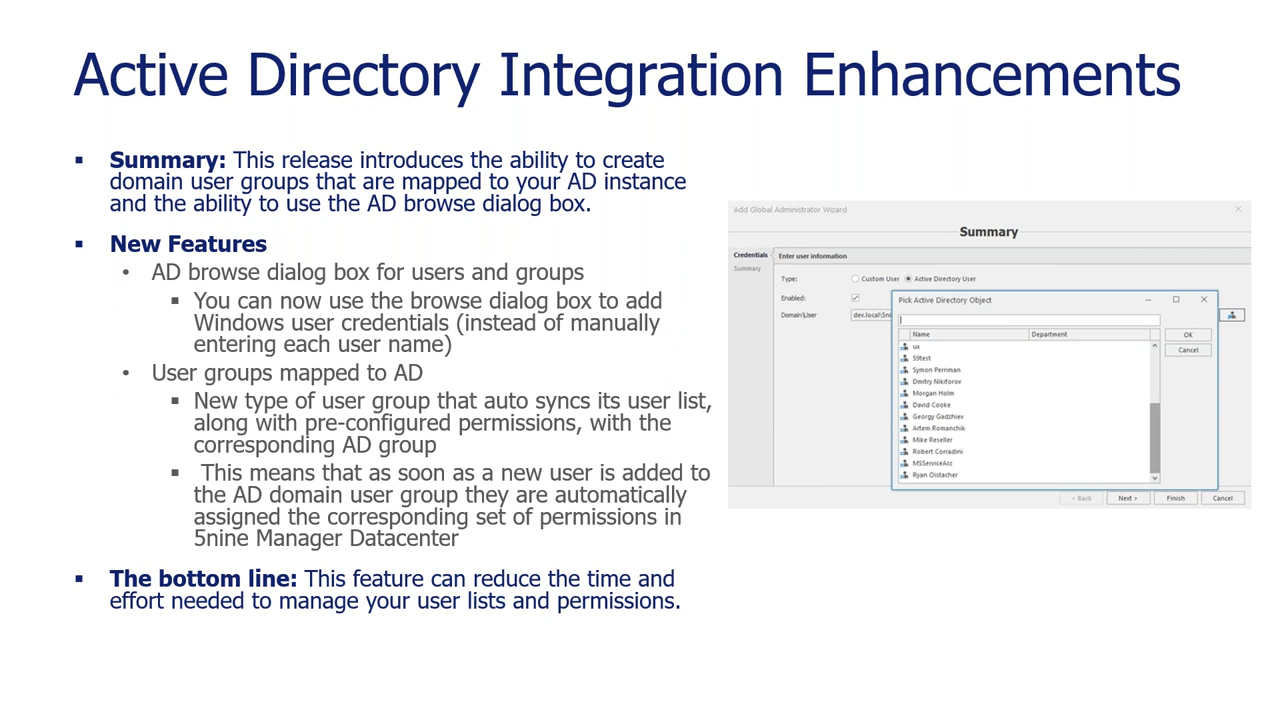 Active Directory Integration Enhancements
▪ Summary: This release introduces the ability to create
domain user groups that are mapped to your AD instance
and the ability to use the AD browse dialog box.
▪ New Features
• AD browse dialog box for users and groups
▪ You can now use the browse dialog box to add
Windows user credentials (instead of manually
entering each user name)
• User groups mapped to AD
▪ New type of user group that auto syncs its user list,
along with pre-configured permissions, with the
corresponding AD group
▪ This means that as soon as a new user is added to
the AD domain user group they are automatically
assigned the corresponding set of permissions in
5nine Manager Datacenter
▪ The bottom line: This feature can reduce the time and
effort needed to manage your user lists and permissions.
Add Global Administrator Wizard
Summary
Credentials
Summary
Enter user information
Type: Custom User Active Directory User
Enabled:
Domain\User dev.local\5ni
Pick Active Directory Object
Name Department
OK
Cancel
ux
59test
Symon Perriman
Dmitry Nikiforov
Morgan Holm
David Cooke
Georgy Gadzhiev
Artem Romanchik
Mike Reseller
Robert Corradini
MSServiceAcc
Ryan Oistacher
< Back Next > Finish Cancel